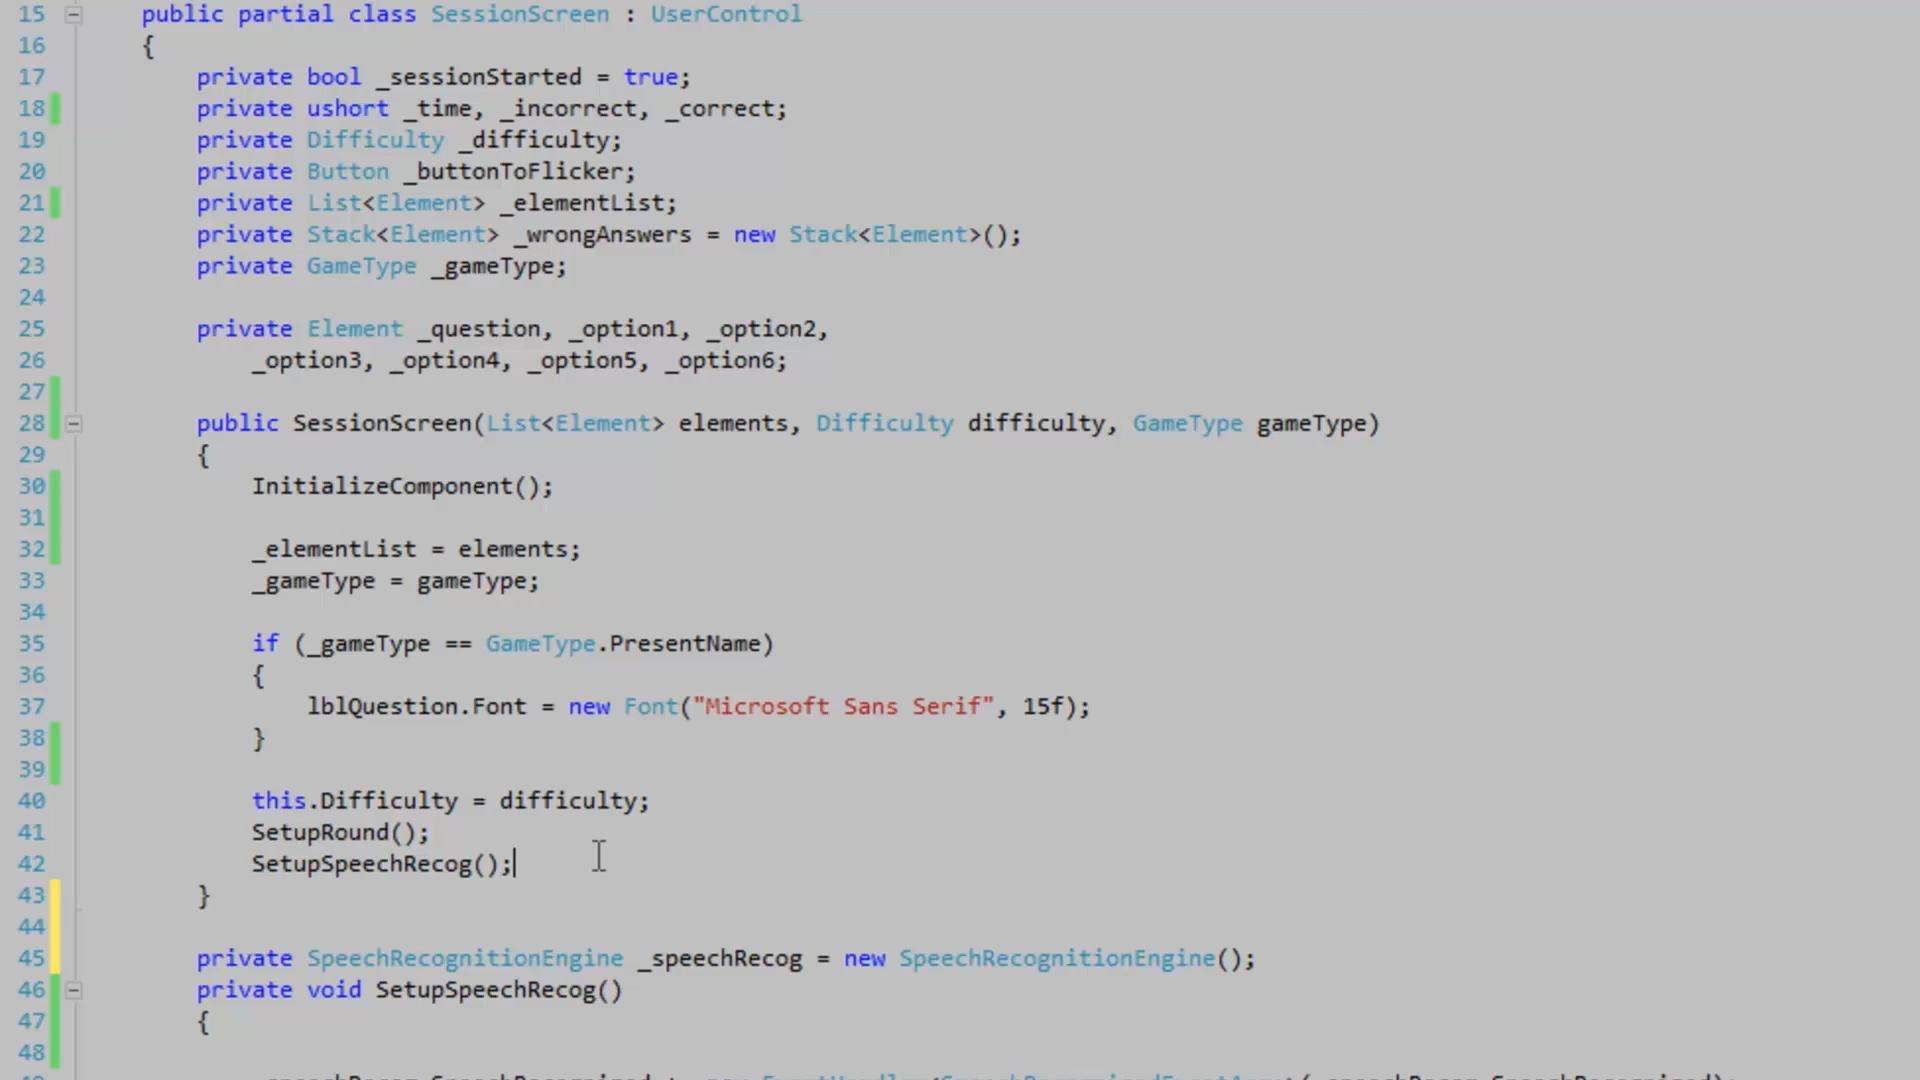 15 public partial class SessionScreen : UserControl
16 {
17 private bool _sessionStarted = true;
18 private ushort _time, _incorrect, _correct;
19 private Difficulty _difficulty;
20 private Button _buttonToFlicker;
21 private List<Element> _elementList;
22 private Stack<Element> _wrongAnswers = new Stack<Element>();
23 private GameType _gameType;
24
25 private Element _question, _option1, _option2,
26 _option3, _option4, _option5, _option6;
27
28 public SessionScreen(List<Element> elements, Difficulty difficulty, GameType gameType)
29 {
30 InitializeComponent();
31
32 _elementList = elements;
33 _gameType = gameType;
34
35 if (_gameType == GameType.PresentName)
36 {
37 lblQuestion.Font = new Font("Microsoft Sans Serif", 15f);
38 }
39
40 this.Difficulty = difficulty;
41 SetupRound();
42 SetupSpeechRecog();
43 }
44
45 private SpeechRecognitionEngine _speechRecog = new SpeechRecognitionEngine();
46 private void SetupSpeechRecog()
47 {
48